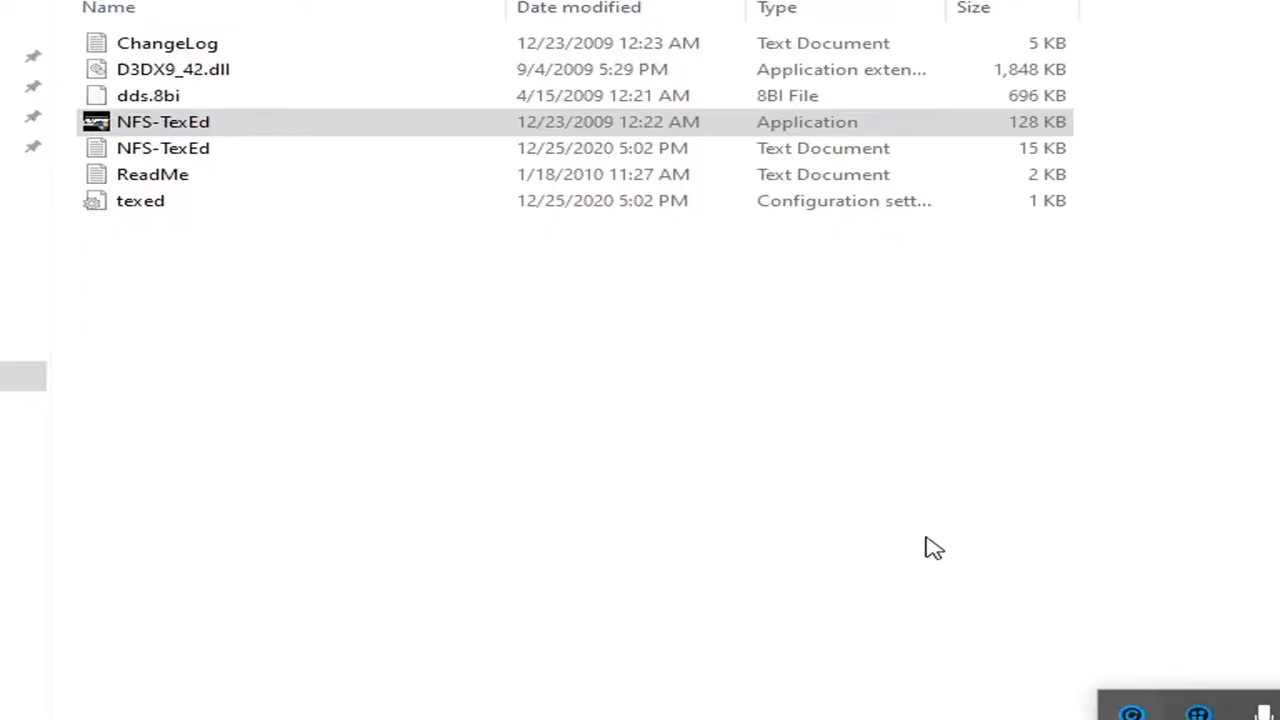 Name Date modified Type Size
ChangeLog 12/23/2009 12:23 AM Text Document 5 KB
D3DX9_42.dll 9/4/2009 5:29 PM Application exten... 1,848 KB
dds.8bi 4/15/2009 12:21 AM 8BI File 696 KB
NFS-TexEd 12/23/2009 12:22 AM Application 128 KB
NFS-TexEd 12/25/2020 5:02 PM Text Document 15 KB
ReadMe 1/18/2010 11:27 AM Text Document 2 KB
texed 12/25/2020 5:02 PM Configuration sett... 1 KB